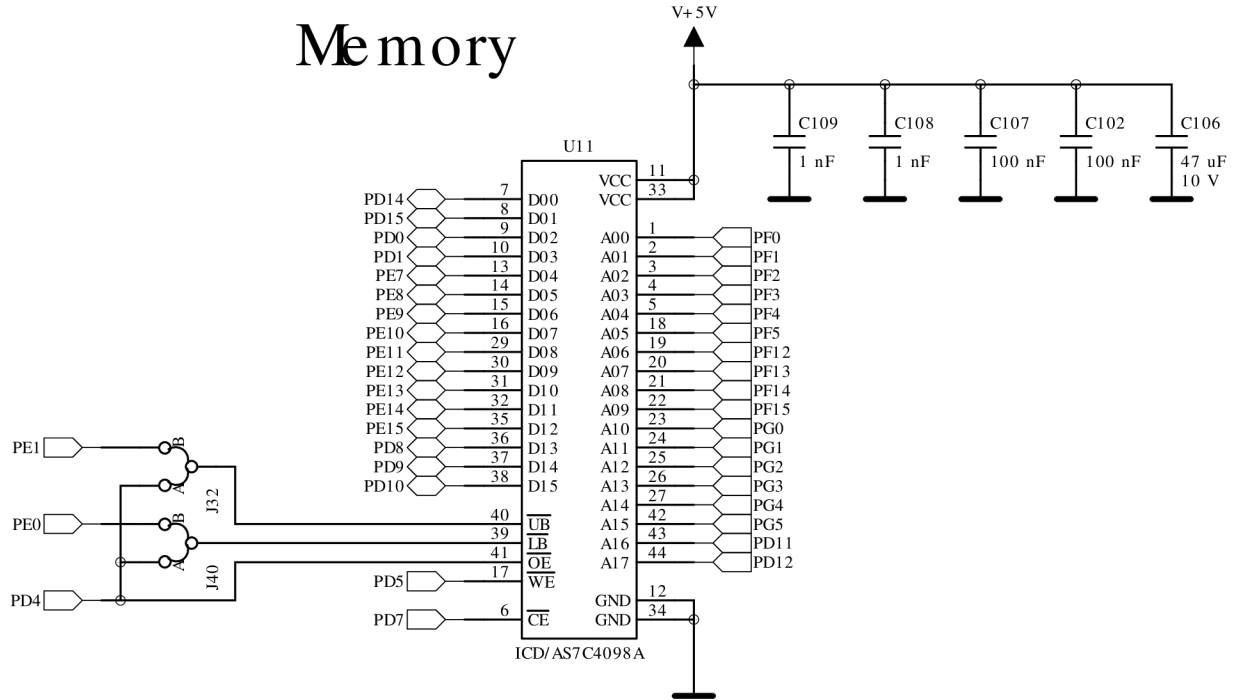 V+5V
Memory
C109
1 nF
C108
1 nF
C107
100 nF
C102
100 nF
C106
47 uF
10 V
U11
VCC 11
VCC 33
PD14 7 D00
PD15 8 D01
PD0 9 D02
PD1 10 D03
PE7 13 D04
PE8 14 D05
PE9 15 D06
PE10 16 D07
PE11 29 D08
PE12 30 D09
PE13 31 D10
PE14 32 D11
PE15 35 D12
PD8 36 D13
PD9 37 D14
PD10 38 D15
A00 1 PF0
A01 2 PF1
A02 3 PF2
A03 4 PF3
A04 5 PF4
A05 18 PF5
A06 19 PF12
A07 20 PF13
A08 21 PF14
A09 22 PF15
A10 23 PG0
A11 24 PG1
A12 25 PG2
A13 26 PG3
A14 27 PG4
A15 42 PG5
A16 43 PD11
A17 44 PD12
PE1
B
A
J32
PE0
B
A
J40
PD4
40 UB
39 LB
41 OE
PD5 17 WE
PD7 6 CE
GND 12
GND 34
ICD/AS7C4098A